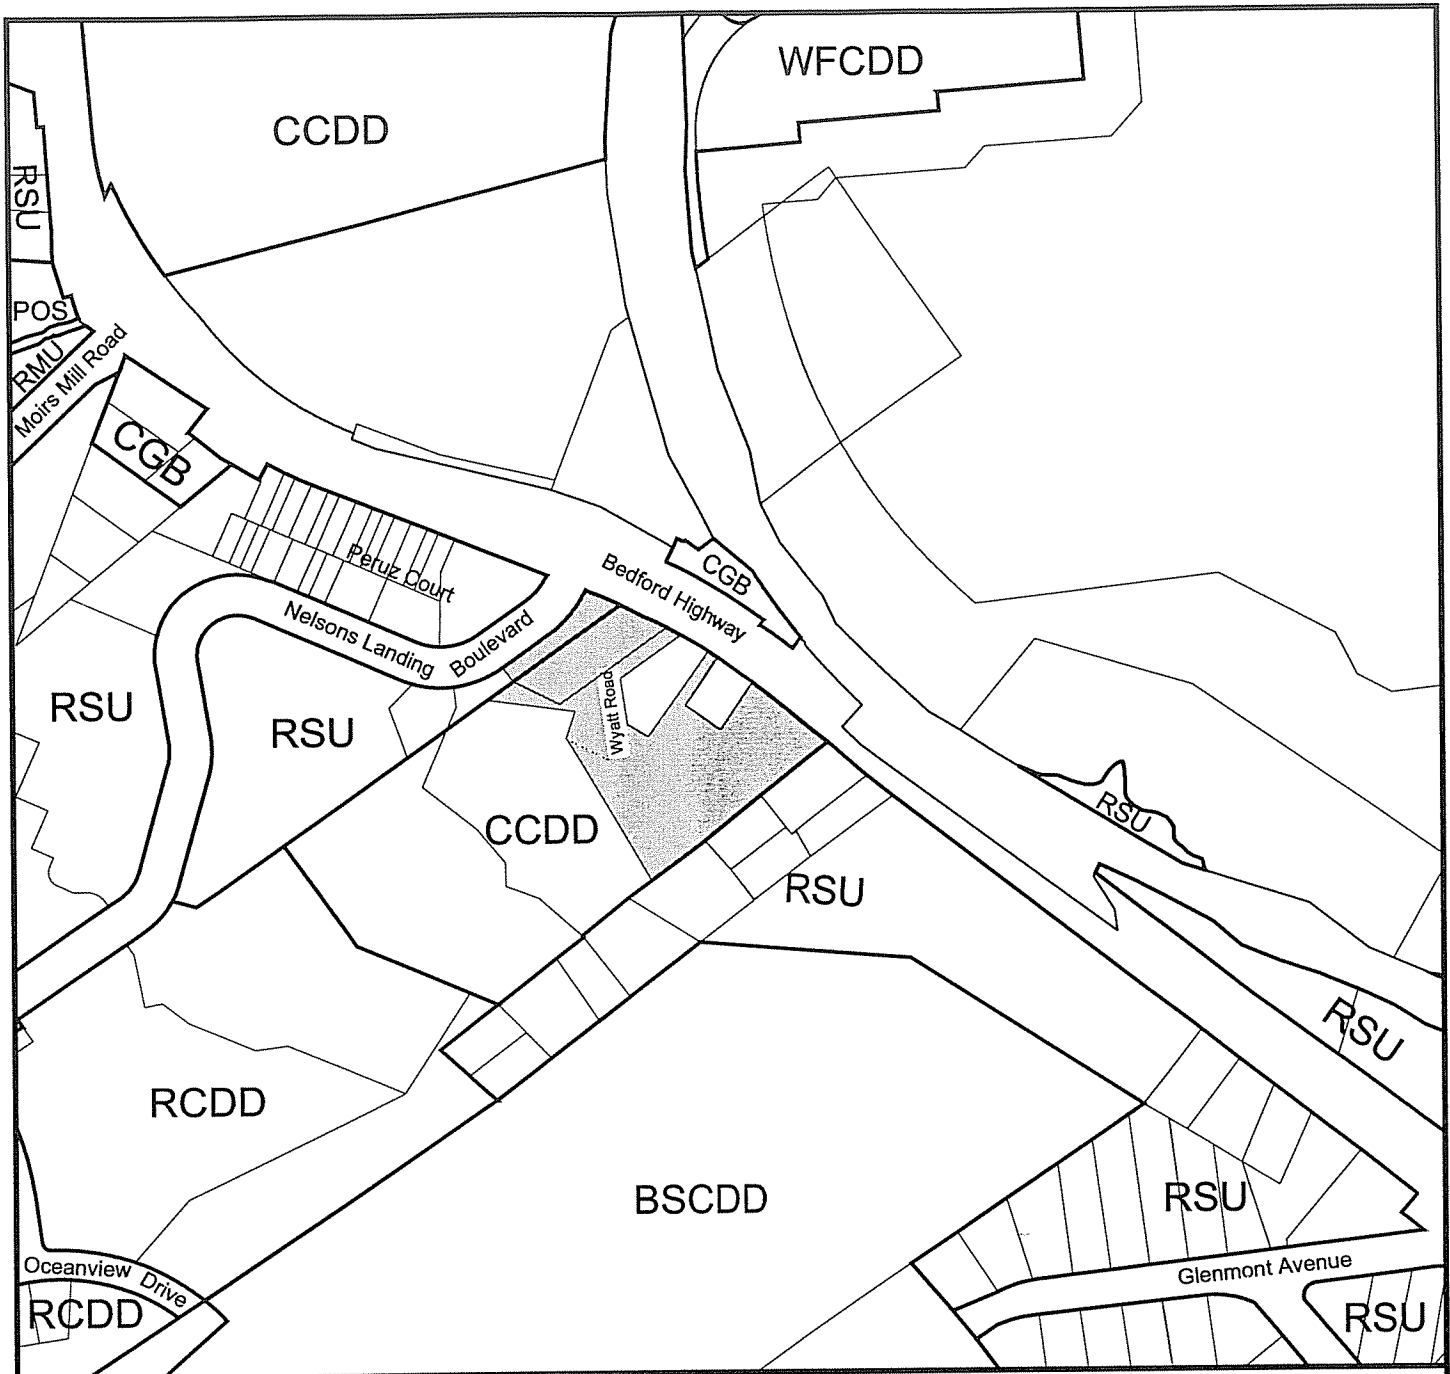 WFCDD
CCDD
RSU
POS
RMU
Moirs Mill Road
CGB
Peruz Court
Bedford Highway
CGB
Nelsons Landing Boulevard
Wyatt Road
RSU
RSU
CCDD
RSU
RSU
RSU
RCDD
BSCDD
RSU
Oceanview Drive
Glenmont Avenue
RCDD
RSU